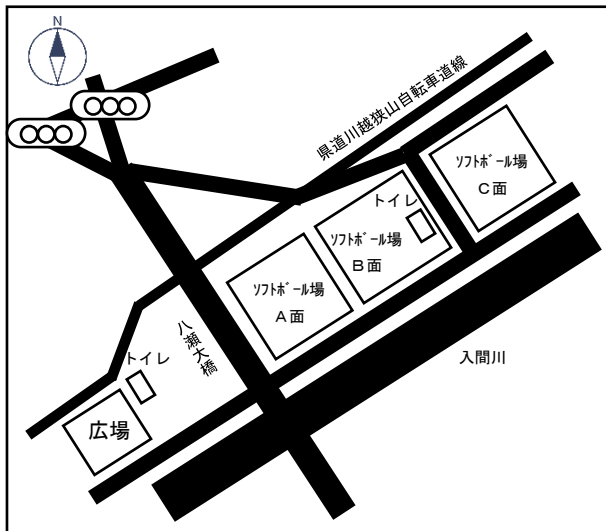 N
県道川越狭山自転車道線
ｿﾌﾄﾎﾞｰﾙ場
C面
トイレ
ｿﾌﾄﾎﾞｰﾙ場
B面
ｿﾌﾄﾎﾞｰﾙ場
A面
八瀬大橋
入間川
トイレ
広場